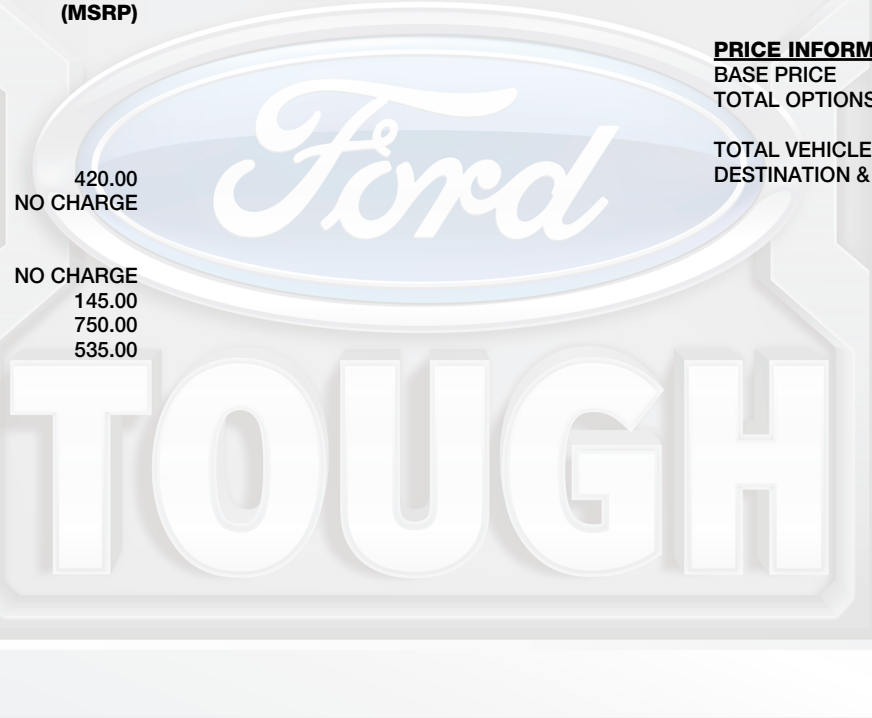 (MSRP)
PRICE INFORM
BASE PRICE
TOTAL OPTIONS
TOTAL VEHICLE
DESTINATION &
420.00
NO CHARGE
NO CHARGE
145.00
750.00
535.00
Ford
TOUGH